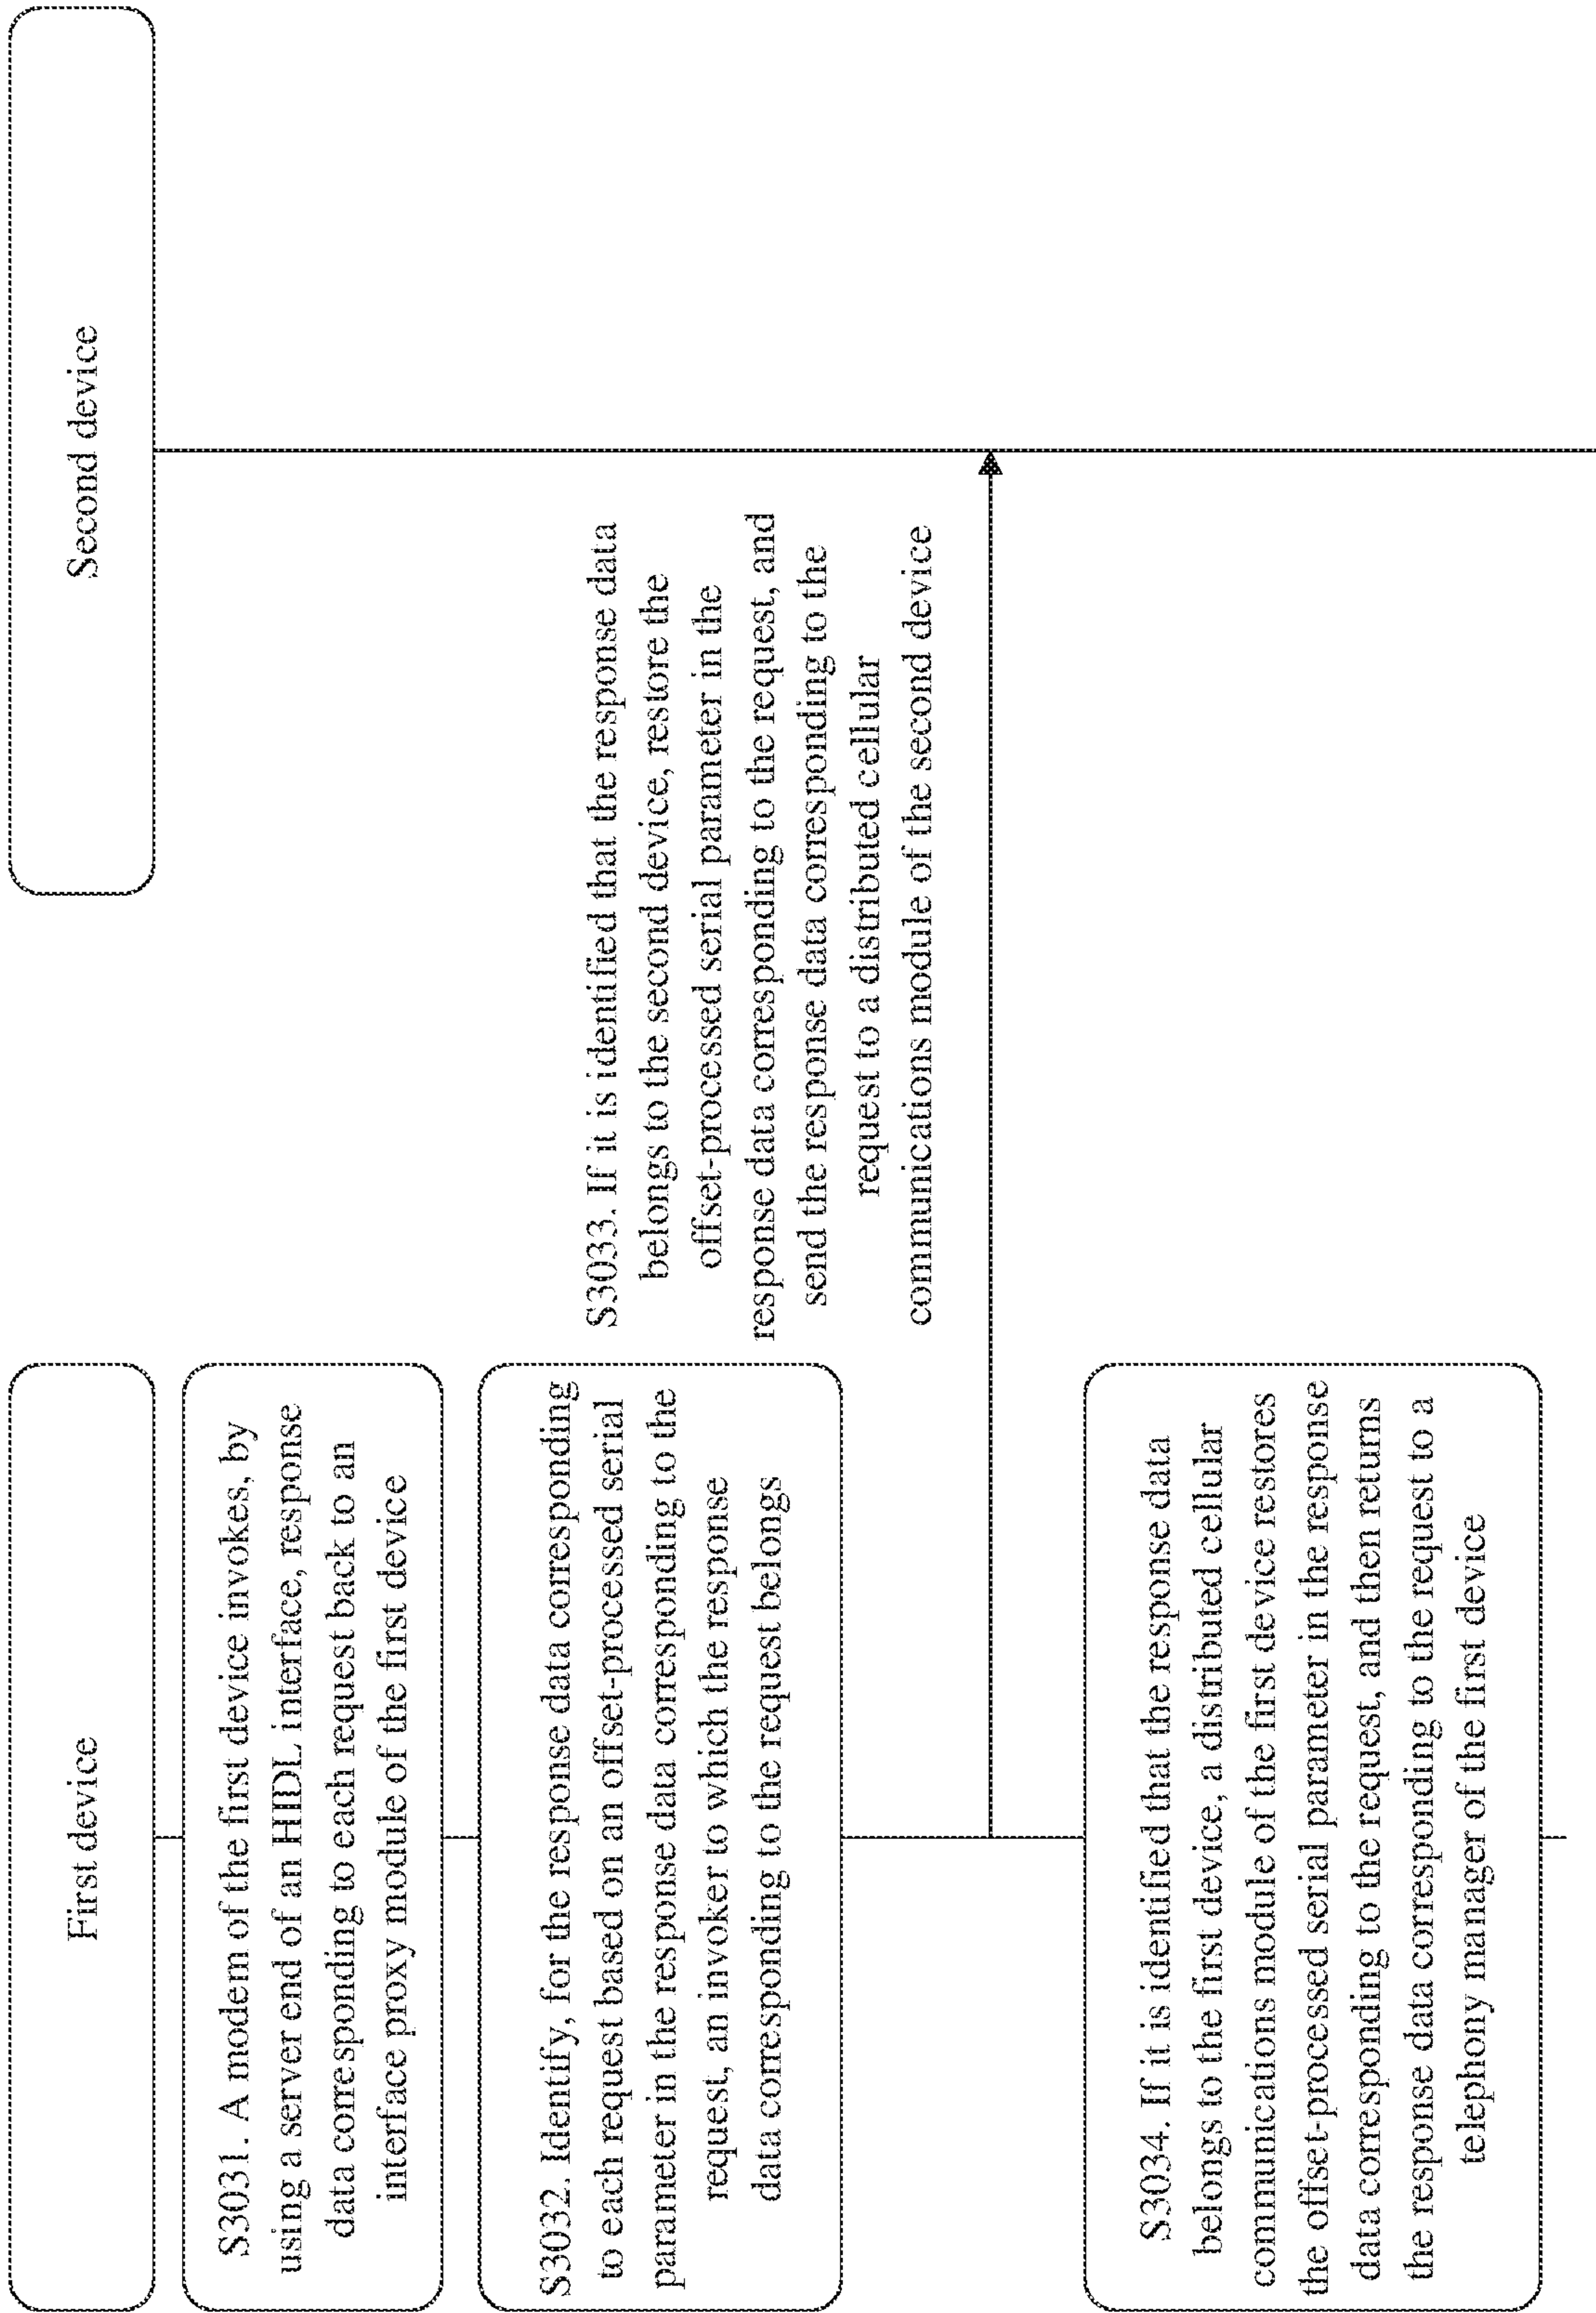 First device
Second device
S3031. A modem of the first device invokes, by
using a server end of an HIDL interface, response
data corresponding to each request back to an
interface proxy module of the first device
S3032. Identify, for the response data corresponding
to each request based on an offset-processed serial
parameter in the response data corresponding to the
request, an invoker to which the response
data corresponding to the request belongs
S3033. If it is identified that the response data
belongs to the second device, restore the
offset-processed serial parameter in the
response data corresponding to the request, and
send the response data corresponding to the
request to a distributed cellular
communications module of the second device
S3034. If it is identified that the response data
belongs to the first device, a distributed cellular
communications module of the first device restores
the offset-processed serial parameter in the response
data corresponding to the request, and then returns
the response data corresponding to the request to a
telephony manager of the first device